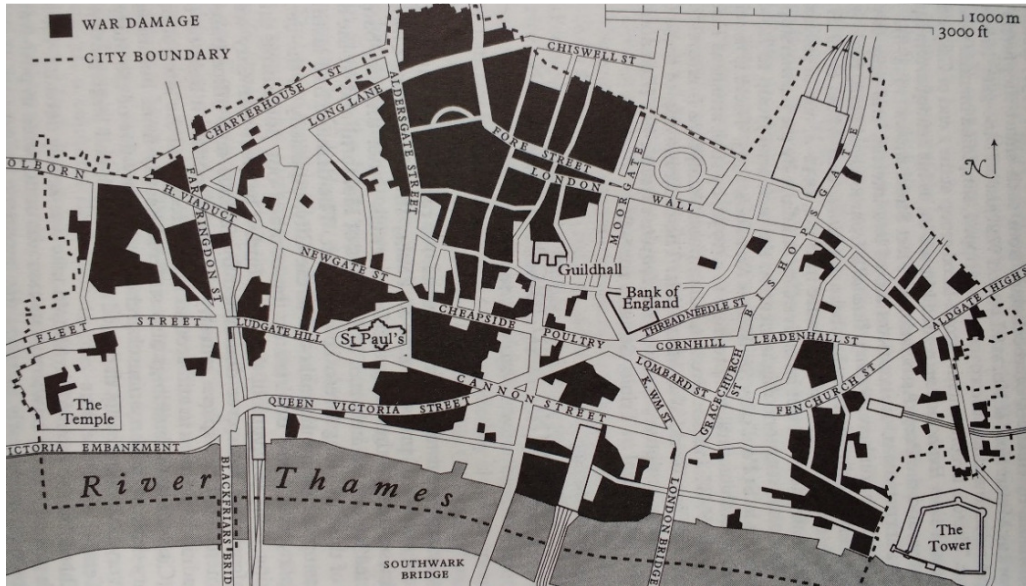 WAR DAMAGE
CITY BOUNDARY
1000 m
3000 ft
N
CHISWELL ST
CHARTERHOUSE ST
LONG LANE
ALDERSGATE STREET
FORE STREET
LONDON WALL
MOORGATE
BISHOPSGATE
OLBORN
H. VIADUCT
FARRINGDON ST
NEWGATE ST
Guildhall
Bank of
England
THREADNEEDLE ST.
ALDGATE HIGH S
FLEET STREET
LUDGATE HILL
St Paul's
CHEAPSIDE
POULTRY
CORNHILL
LEADENHALL ST
LOMBARD ST
K. WM ST.
GRACECHURCH ST
FENCHURCH ST
CANNON STREET
QUEEN VICTORIA STREET
The
Temple
ICTORIA EMBANKMENT
River Thames
BLACKFRIARS BRID
SOUTHWARK
BRIDGE
LONDON BRIDGE
The
Tower